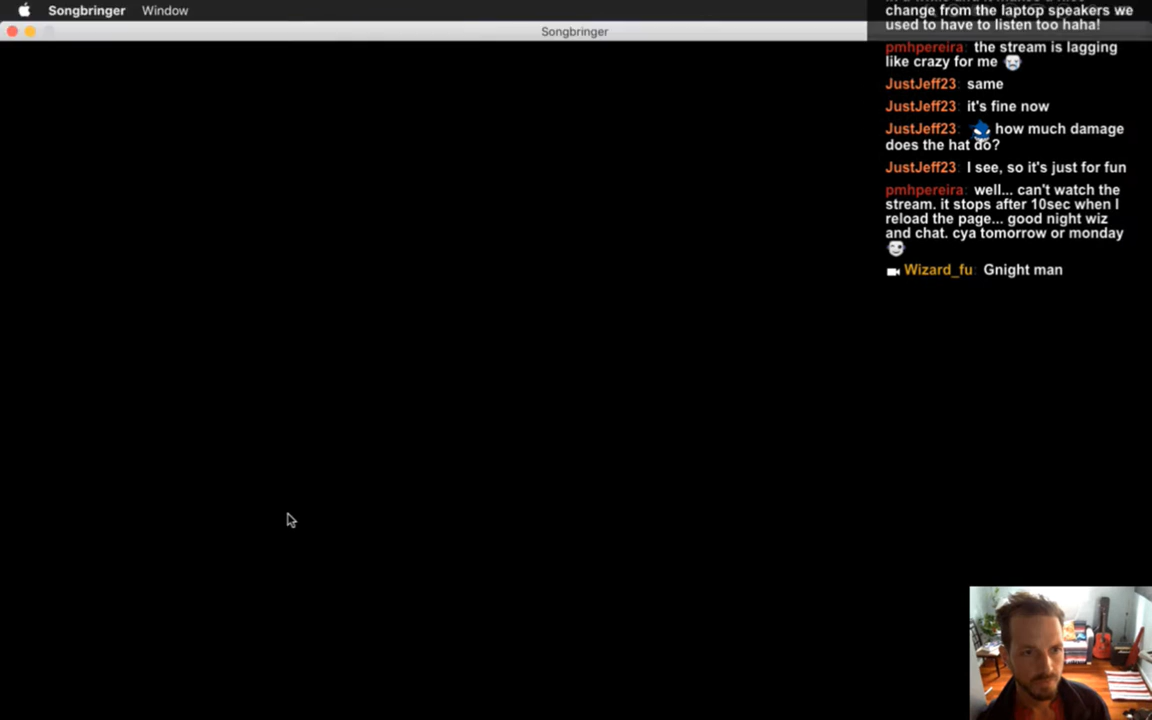 Songbringer Window
Songbringer
change from the laptop speakers we
used to have to listen too haha!
pmhpereira: the stream is lagging
like crazy for me
JustJeff23: same
JustJeff23: it's fine now
JustJeff23: how much damage
does the hat do?
JustJeff23: I see, so it's just for fun
pmhpereira: well... can't watch the
stream. it stops after 10sec when I
reload the page... good night wiz
and chat. cya tomorrow or monday
Wizard_fu: Gnight man